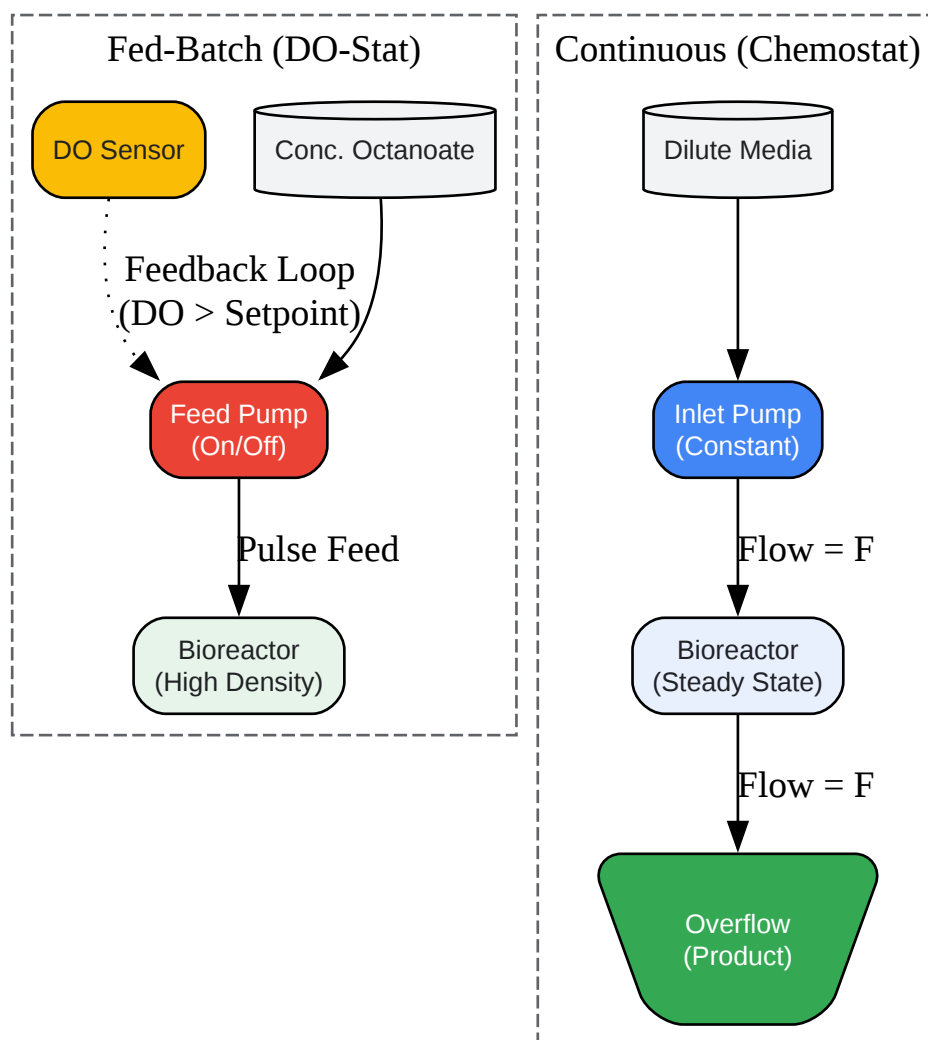 Fed-Batch (DO-Stat)
DO Sensor
Conc. Octanoate
Feedback Loop
(DO > Setpoint)
Feed Pump
(On/Off)
Pulse Feed
Bioreactor
(High Density)
Continuous (Chemostat)
Dilute Media
Inlet Pump
(Constant)
Flow = F
Bioreactor
(Steady State)
Flow = F
Overflow
(Product)